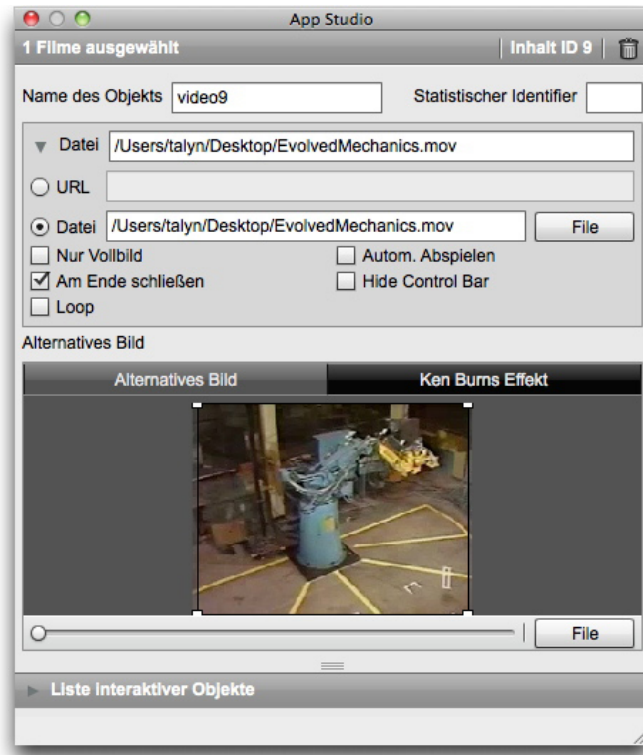 App Studio
1 Filme ausgewählt Inhalt ID 9
Name des Objekts video9 Statistischer Identifier
Datei /Users/talyn/Desktop/EvolvedMechanics.mov
URL
Datei /Users/talyn/Desktop/EvolvedMechanics.mov File
Nur Vollbild Autom. Abspielen
Am Ende schließen Hide Control Bar
Loop
Alternatives Bild
Alternatives Bild Ken Burns Effekt
File
Liste interaktiver Objekte